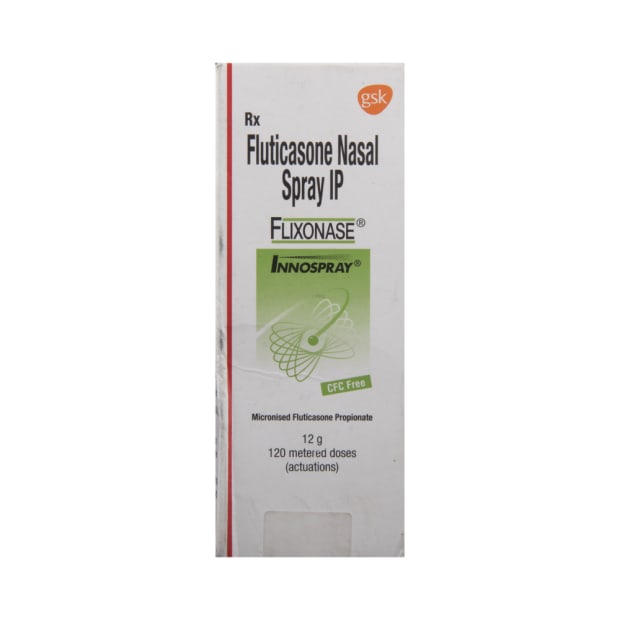 gsk
Rx
Fluticasone Nasal
Spray IP
FLIXONASE®
INNOSPRAY®
CFC Free
Micronised Fluticasone Propionate
12 g
120 metered doses
(actuations)